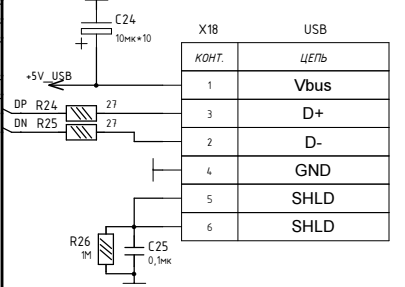 C24
10мк*10
+
X18 USB
КОНТ. ЦЕПЬ
+5V_USB
1 Vbus
DP R24 27
3 D+
DN R25 27
2 D-
4 GND
5 SHLD
6 SHLD
R26
1М
C25
0,1мк